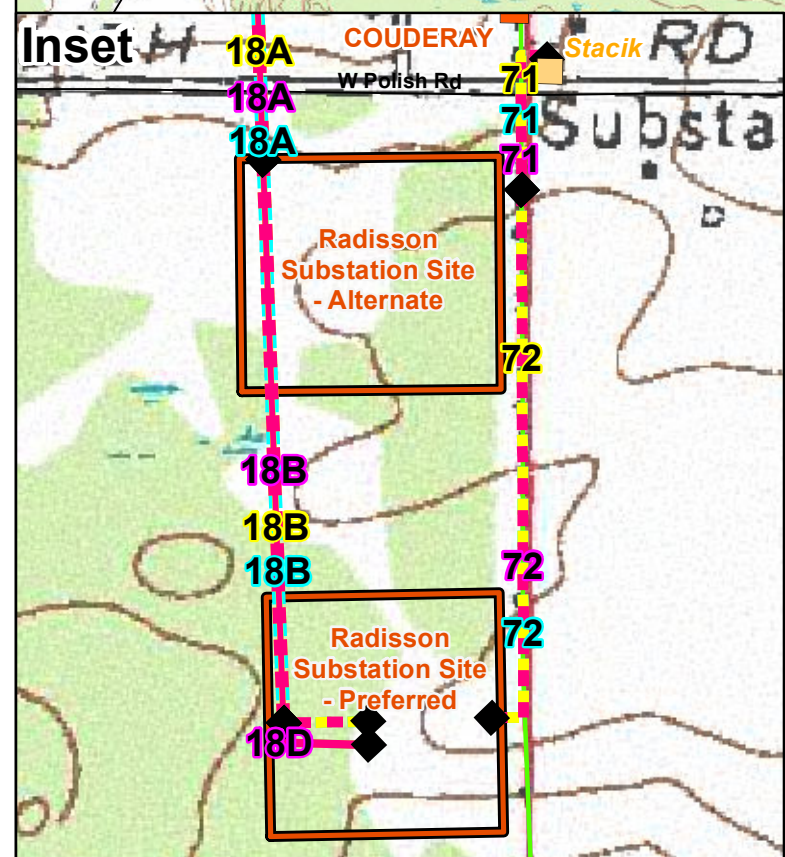 Inset
H
COUDERAY
Stacik
RD
W Polish Rd
18A
18A
18A
71
71
71
Substa
Radisson
Substation Site
- Alternate
72
18B
18B
18B
72
72
Radisson
Substation Site
- Preferred
18D